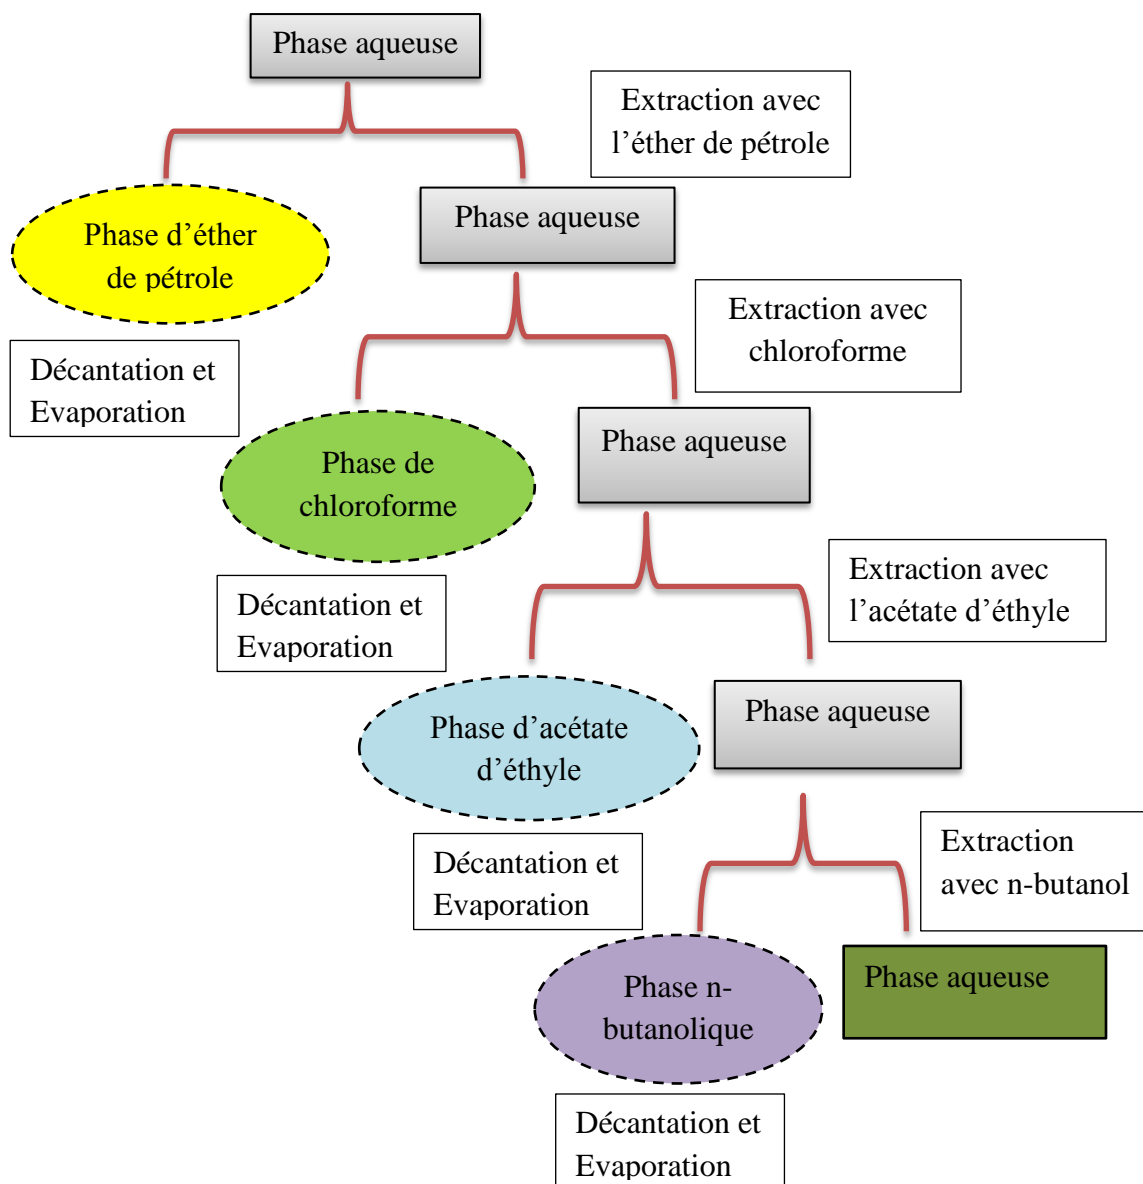 Phase aqueuse
Extraction avec
l’éther de pétrole
Phase d’éther
de pétrole
Phase aqueuse
Extraction avec
chloroforme
Décantation et
Evaporation
Phase de
chloroforme
Phase aqueuse
Décantation et
Evaporation
Extraction avec
l’acétate d’éthyle
Phase d’acétate
d’éthyle
Phase aqueuse
Décantation et
Evaporation
Extraction
avec n-butanol
Phase n-
butanolique
Phase aqueuse
Décantation et
Evaporation